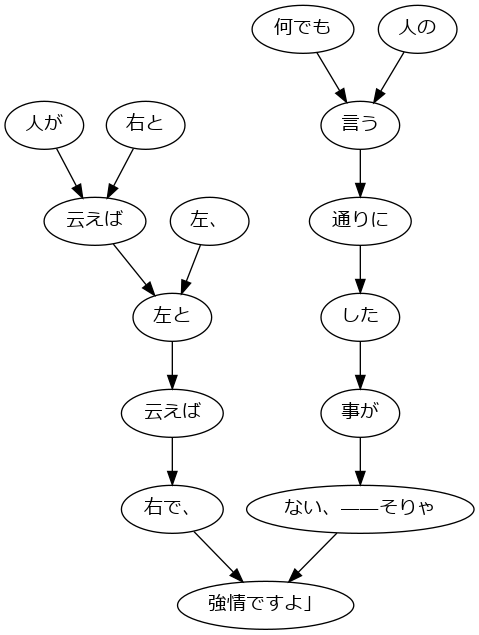 何でも
人の
人が
右と
言う
云えば
左、
通りに
左と
した
云えば
事が
右で、
ない、――そりゃ
強情ですよ」